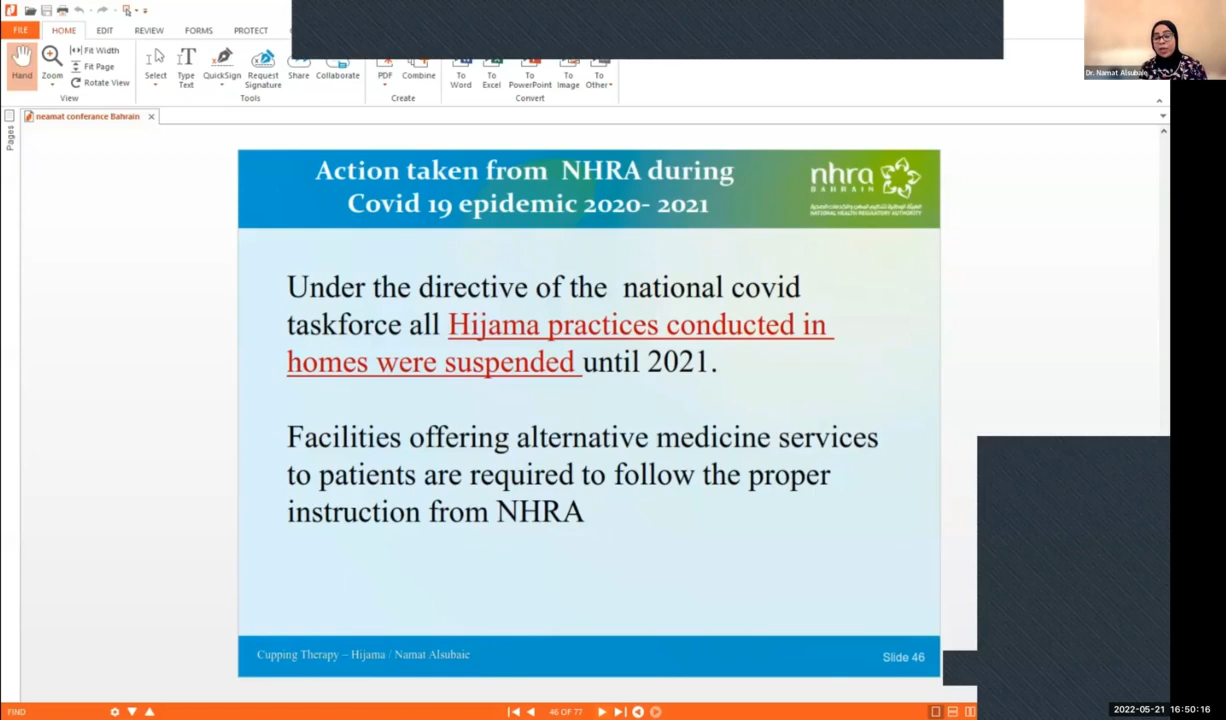 FILE HOME EDIT REVIEW FORMS PROTECT
Hand Zoom Fit Width Fit Page Rotate View Select Type Text QuickSign Request Signature Share Collaborate PDF Combine To Word To Excel To PowerPoint To Image To Other
View Tools Create Convert
Dr. Namat Alsubaie
neamat conferance Bahrain
Pages
Action taken from NHRA during
Covid 19 epidemic 2020- 2021
nhra
BAHRAIN
NATIONAL HEALTH REGULATORY AUTHORITY
Under the directive of the national covid
taskforce all Hijama practices conducted in
homes were suspended until 2021.
Facilities offering alternative medicine services
to patients are required to follow the proper
instruction from NHRA
Cupping Therapy – Hijama / Namat Alsubaie
Slide 46
FIND
46 OF 77
2022-05-21 16:50:16